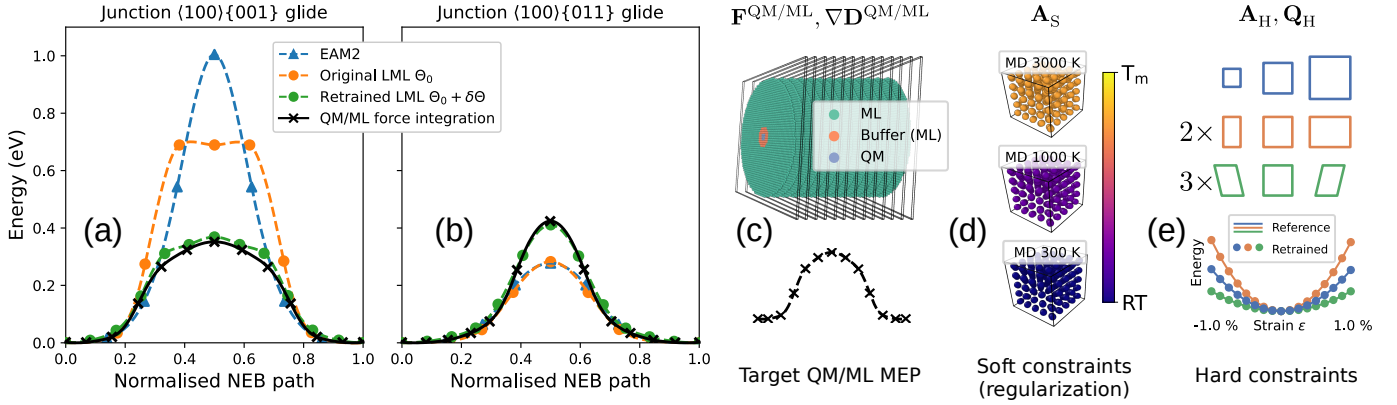 Junction ⟨100⟩{001} glide
Energy (eV)
1.0
0.8
0.6
0.4
0.2
0.0
(a)
0.0 0.2 0.4 0.6 0.8 1.0
Normalised NEB path
EAM2
Original LML Θ₀
Retrained LML Θ₀ + δΘ
QM/ML force integration
Junction ⟨100⟩{011} glide
(b)
0.0 0.2 0.4 0.6 0.8 1.0
Normalised NEB path
F^QM/ML, ∇D^QM/ML
ML
Buffer (ML)
QM
(c)
Target QM/ML MEP
A_S
MD 3000 K
MD 1000 K
MD 300 K
(d)
T_m
RT
Soft constraints
(regularization)
A_H, Q_H
2×
3×
(e)
Reference
Retrained
Energy
-1.0 % Strain ε 1.0 %
Hard constraints